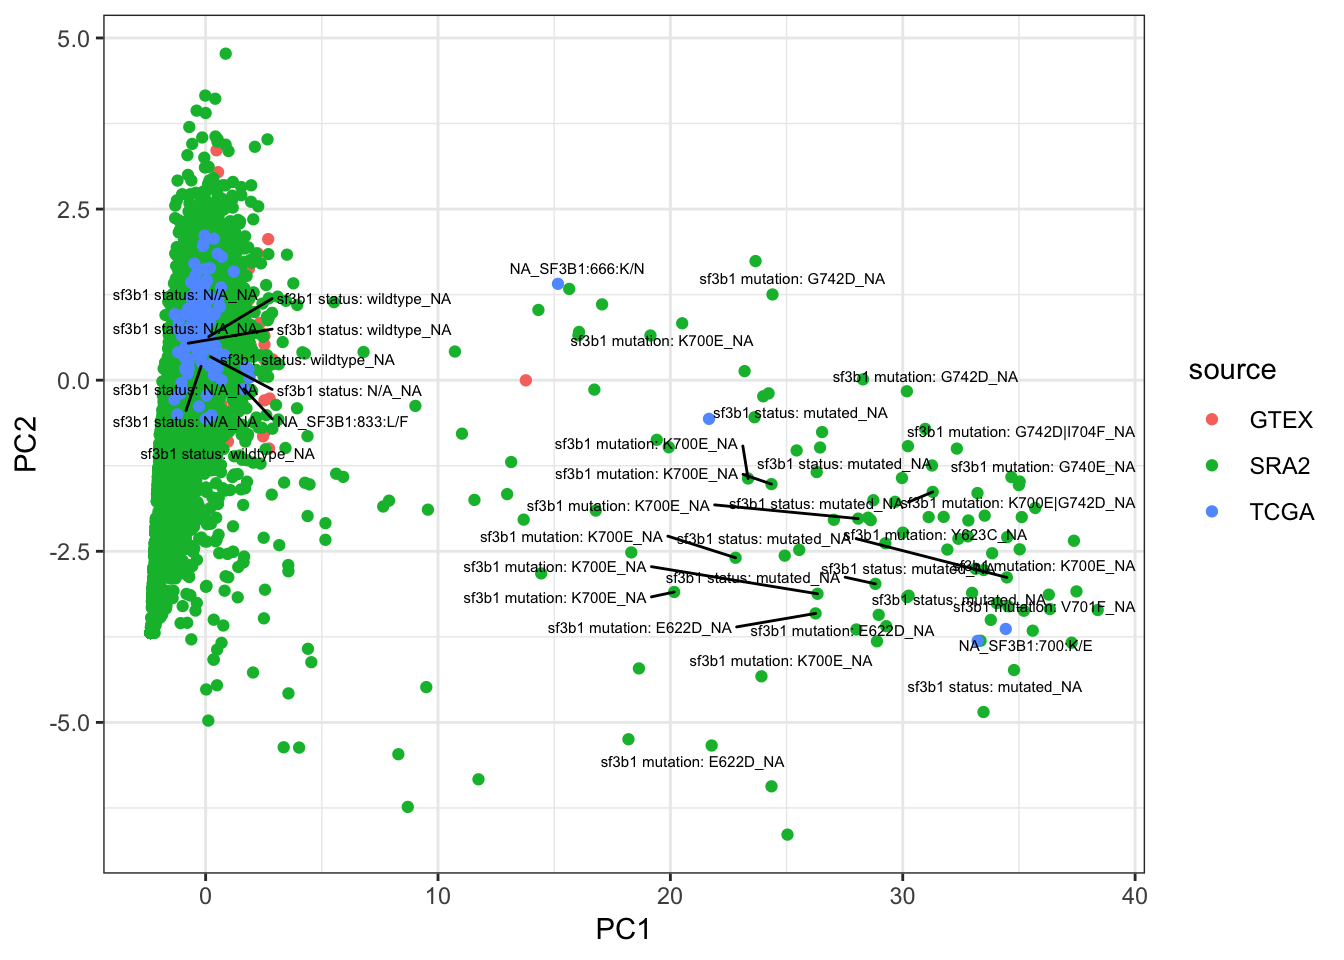 5.0
2.5
0.0
-2.5
-5.0
PC2
NA_SF3B1:666:K/N
sf3b1 mutation: G742D_NA
sf3b1 status: N/A_NA
sf3b1 status: wildtype_NA
sf3b1 status: N/A_NA
sf3b1 status: wildtype_NA
sf3b1 mutation: K700E_NA
sf3b1 status: wildtype_NA
sf3b1 mutation: G742D_NA
sf3b1 status: N/A_NA
sf3b1 status: N/A_NA
sf3b1 status: mutated_NA
sf3b1 status: N/A_NA
NA_SF3B1:833:L/F
sf3b1 mutation: G742D|I704F_NA
sf3b1 mutation: K700E_NA
sf3b1 status: wildtype_NA
sf3b1 status: mutated_NA
sf3b1 mutation: G740E_NA
sf3b1 mutation: K700E_NA
sf3b1 mutation: K700E_NA
sf3b1 status: mutated_NA
sf3b1 mutation: K700E|G742D_NA
sf3b1 mutation: K700E_NA
sf3b1 status: mutated_NA
sf3b1 mutation: Y623C_NA
sf3b1 mutation: K700E_NA
sf3b1 status: mutated_NA
sf3b1 status: mutated_NA
sf3b1 mutation: K700E_NA
sf3b1 mutation: K700E_NA
sf3b1 status: mutated_NA
sf3b1 mutation: V701F_NA
sf3b1 mutation: E622D_NA
sf3b1 mutation: E622D_NA
NA_SF3B1:700:K/E
sf3b1 mutation: K700E_NA
sf3b1 status: mutated_NA
sf3b1 mutation: E622D_NA
0
10
20
30
40
PC1
source
GTEX
SRA2
TCGA